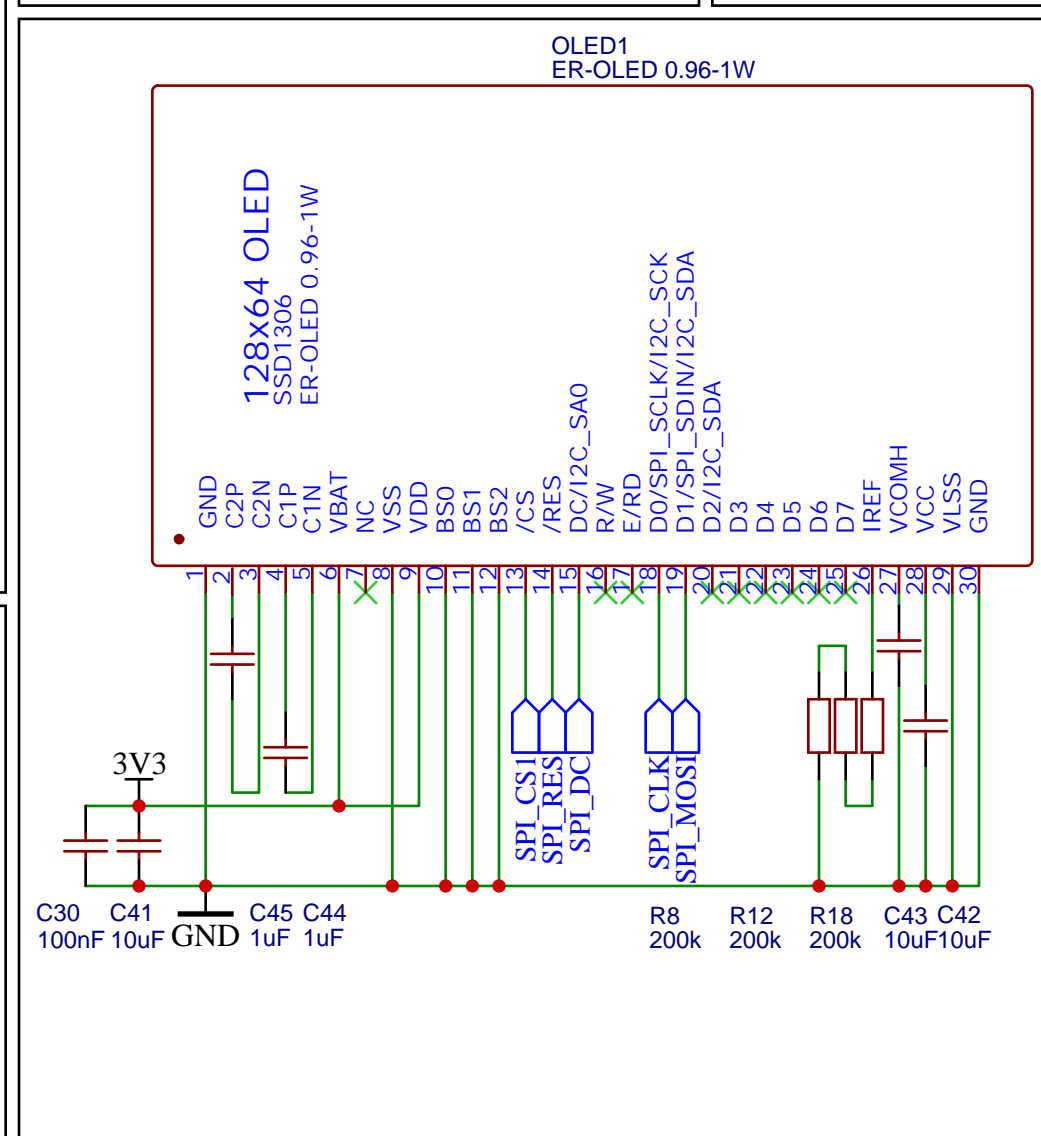 OLED1
ER-OLED 0.96-1W
128x64 OLED
SSD1306
ER-OLED 0.96-1W
GND
C2P
C2N
C1P
C1N
VBAT
NC
VSS
VDD
BS0
BS1
BS2
/CS
/RES
DC/I2C_SA0
R/W
E/RD
D0/SPI_SCLK/I2C_SCK
D1/SPI_SDIN/I2C_SDA
D2/I2C_SDA
D3
D4
D5
D6
D7
IREF
VCOMH
VCC
VLSS
GND
1
2
3
4
5
6
7
8
9
10
11
12
13
14
15
16
17
18
19
20
21
22
23
24
25
26
27
28
29
30
3V3
SPI_CS1
SPI_RES
SPI_DC
SPI_CLK
SPI_MOSI
C30
100nF
C41
10uF
GND
C45
1uF
C44
1uF
R8
200k
R12
200k
R18
200k
C43
10uF
C42
10uF